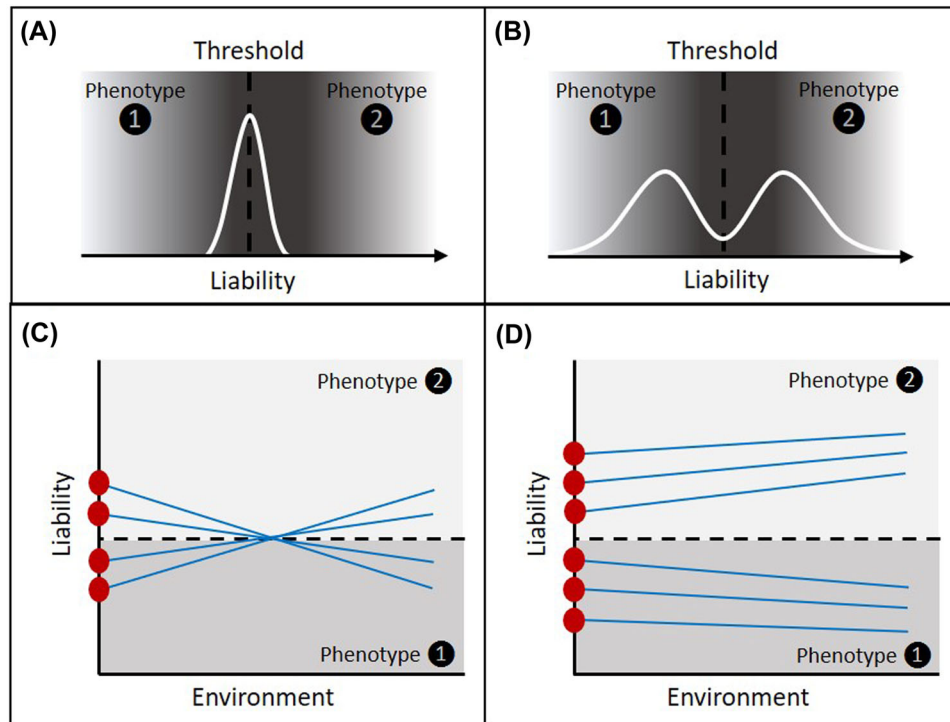 (A)
Threshold
Phenotype
1
Phenotype
2
Liability
(B)
Threshold
Phenotype
1
Phenotype
2
Liability
(C)
Phenotype 2
Liability
Phenotype 1
Environment
(D)
Phenotype 2
Liability
Phenotype 1
Environment